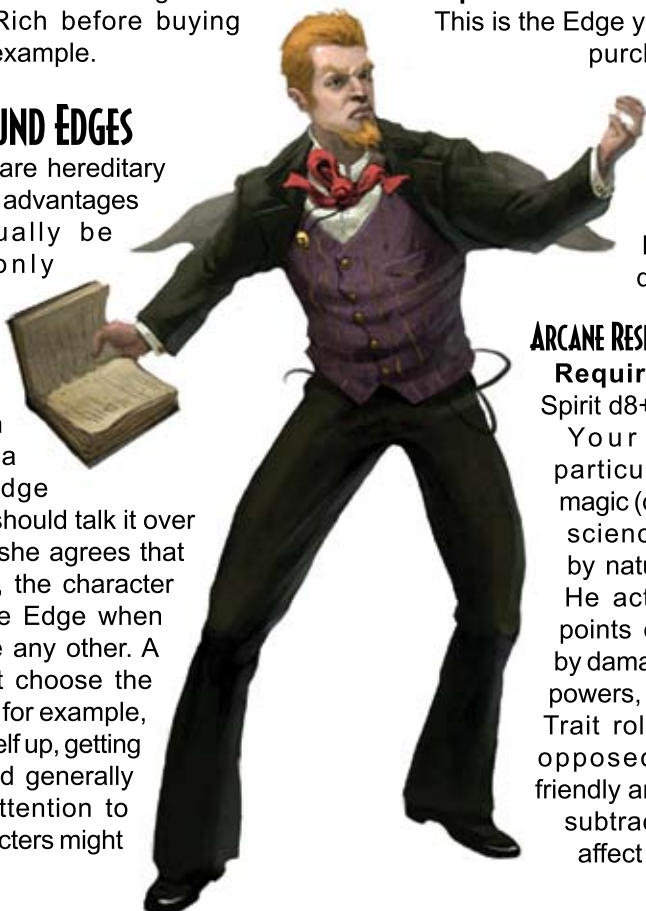 Rich before buying
example.
UND EDGES
are hereditary
advantages
ually be
only
a
dge
should talk it over
she agrees that
, the character
e Edge when
e any other. A
t choose the
for example,
elf up, getting
d generally
ttention to
cters might
This is the Edge y
purch
ARCANE RES
Requir
Spirit d8+
Your
particu
magic (o
scienc
by natu
He act
points o
by dama
powers,
Trait rol
opposed
friendly ar
subtrac
affect